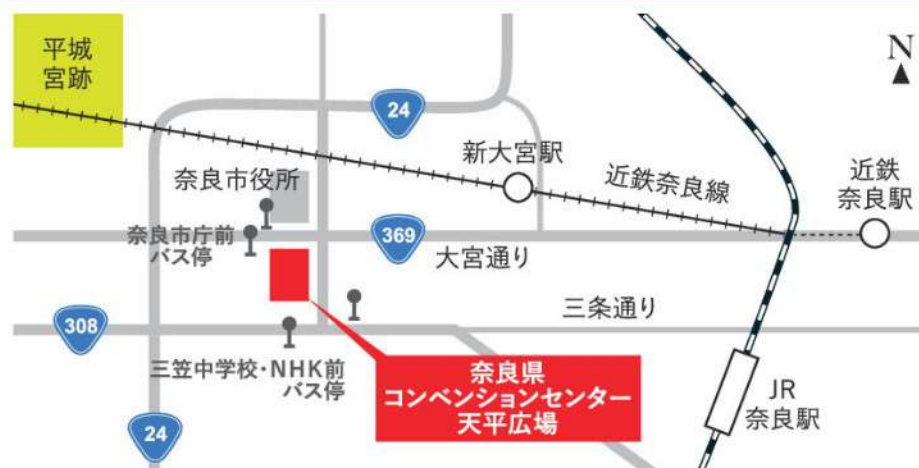 平城
宮跡
N
24
新大宮駅
近鉄奈良線
近鉄
奈良駅
奈良市役所
奈良市庁前
バス停
369
大宮通り
308
三条通り
三笠中学校・NHK前
バス停
奈良県
コンベンションセンター
天平広場
JR
奈良駅
24